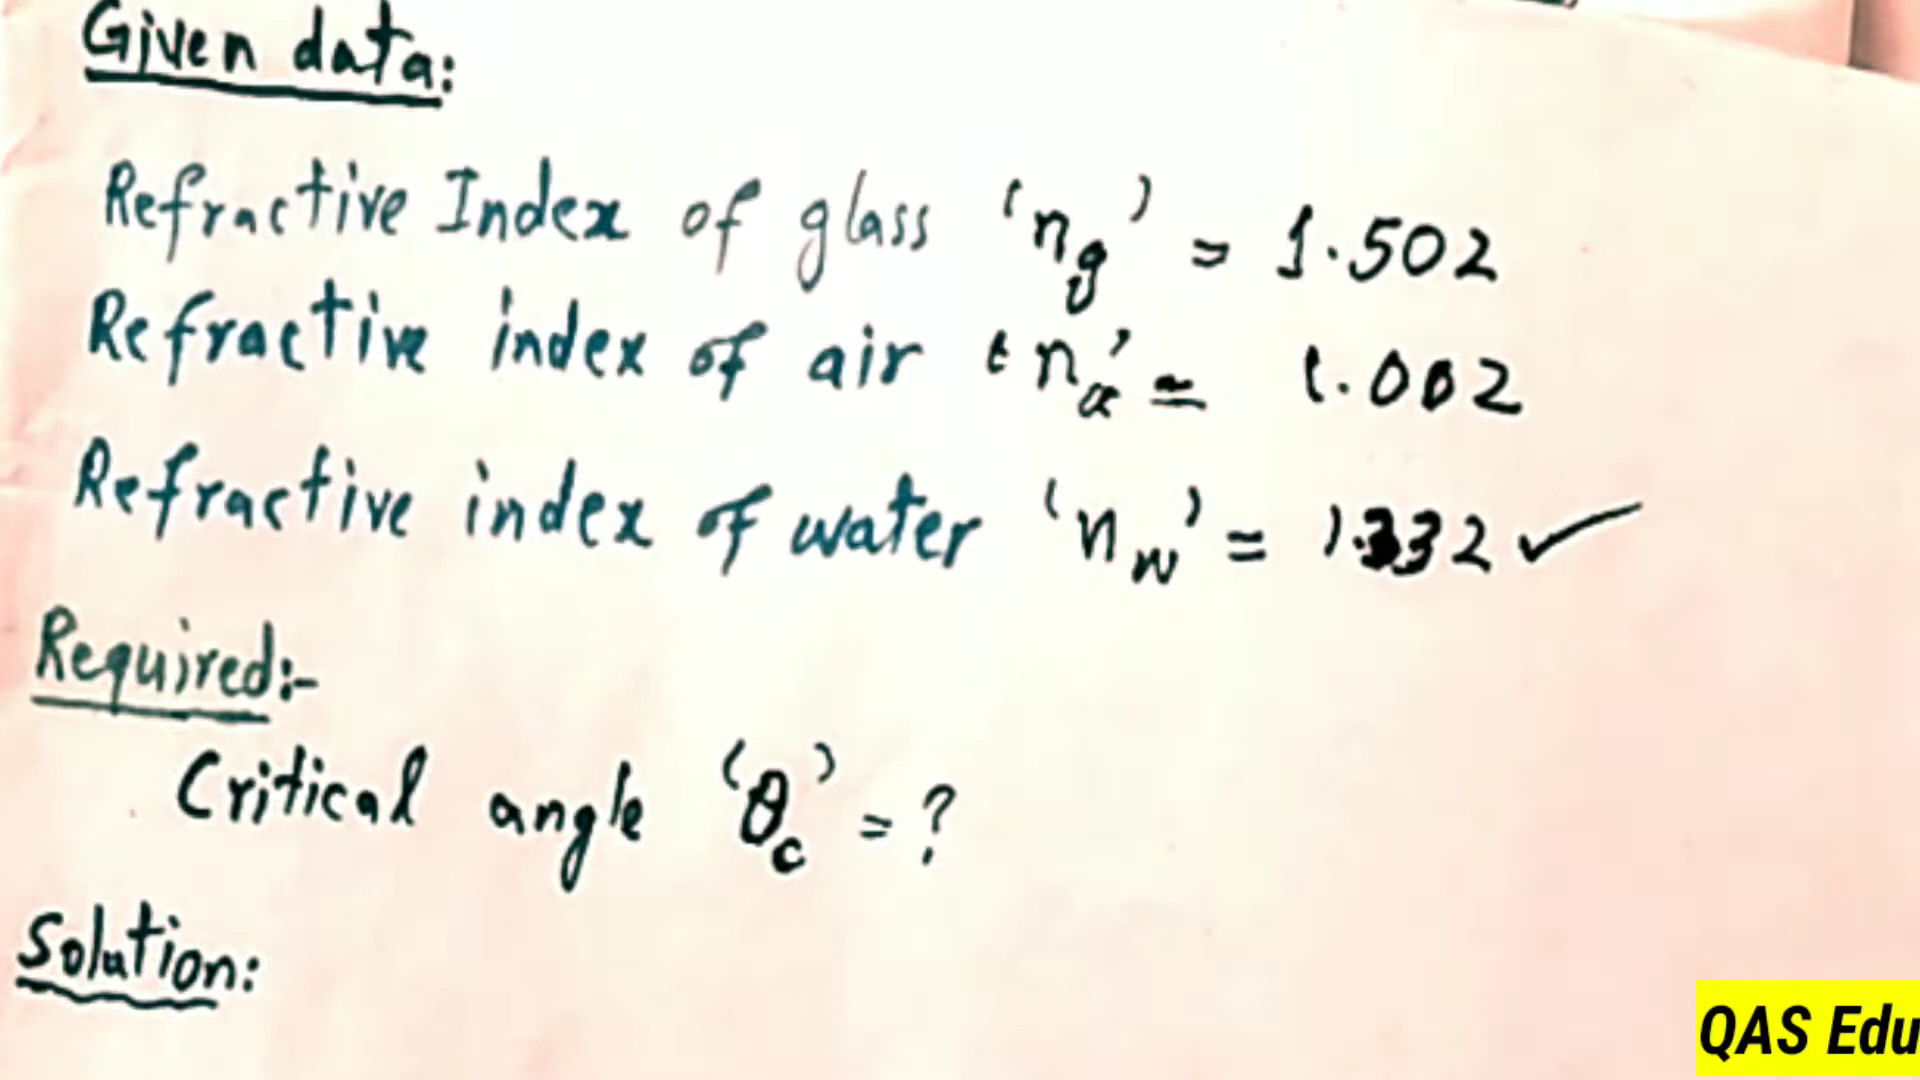 Given data:
Refractive Index of glass 'ng' = 1.502
Refractive index of air 'na' = 1.002
Refractive index of water 'nw' = 1.332 ✓
Required:-
Critical angle 'θc' = ?
Solution:
QAS Edu